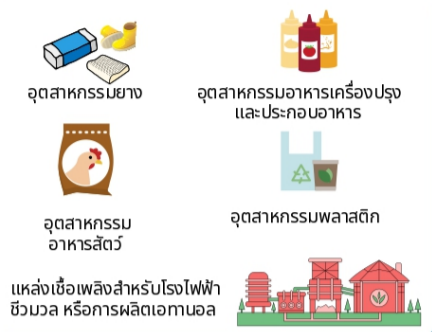 อุตสาหกรรมยาง
อุตสาหกรรมอาหารเครื่องปรุง
และประกอบอาหาร
อุตสาหกรรม
อาหารสัตว์
อุตสาหกรรมพลาสติก
แหล่งเชื้อเพลิงสำหรับโรงไฟฟ้า
ชีวมวล หรือการผลิตเอทานอล